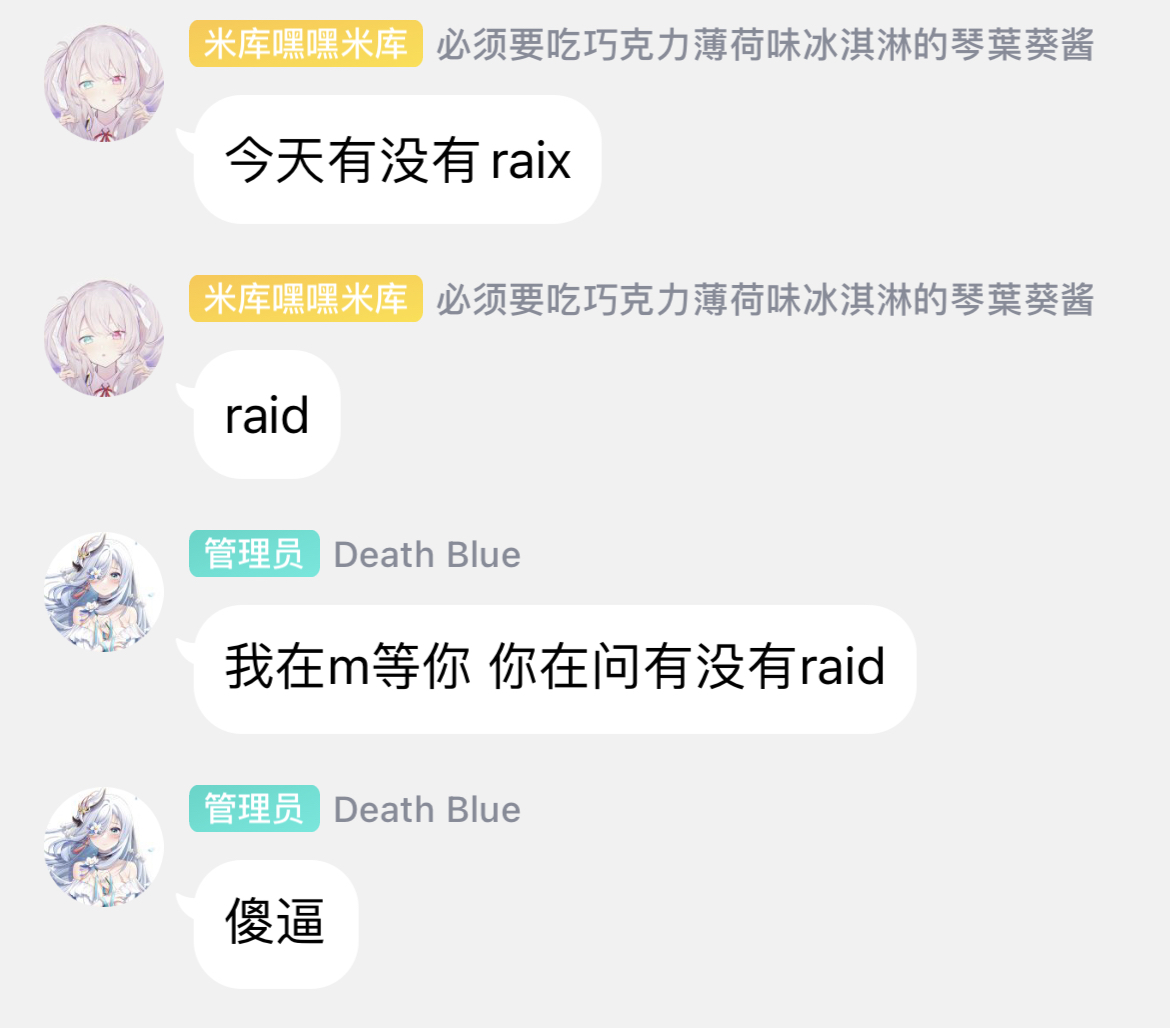 米库嘿嘿米库 必须要吃巧克力薄荷味冰淇淋的琴葉葵酱
今天有没有raix
米库嘿嘿米库 必须要吃巧克力薄荷味冰淇淋的琴葉葵酱
raid
管理员 Death Blue
我在m等你 你在问有没有raid
管理员 Death Blue
傻逼